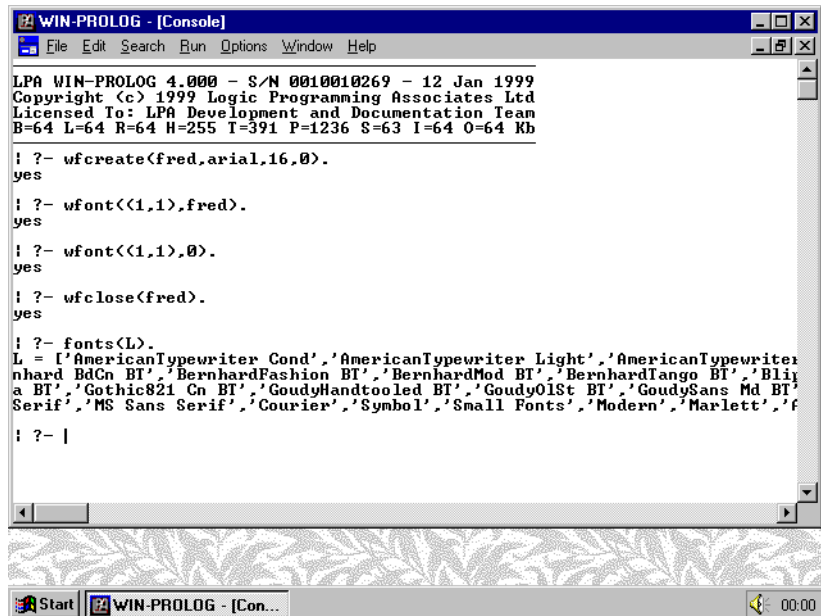 WIN-PROLOG - [Console]
File Edit Search Run Options Window Help
LPA WIN-PROLOG 4.000 - S/N 0010010269 - 12 Jan 1999
Copyright (c) 1999 Logic Programming Associates Ltd
Licensed To: LPA Development and Documentation Team
B=64 L=64 R=64 H=255 T=391 P=1236 S=63 I=64 O=64 Kb
| ?- wfcreate(fred,arial,16,0).
yes
| ?- wfont((1,1),fred).
yes
| ?- wfont((1,1),0).
yes
| ?- wfclose(fred).
yes
| ?- fonts(L).
L = ['AmericanTypewriter Cond','AmericanTypewriter Light','AmericanTypewriter
nhard BdCn BT','BernhardFashion BT','BernhardMod BT','BernhardTango BT','Blip
a BT','Gothic821 Cn BT','GoudyHandtooled BT','GoudyOlSt BT','GoudySans Md BT'
Serif','MS Sans Serif','Courier','Symbol','Small Fonts','Modern','Marlett','A
| ?- |
Start WIN-PROLOG - [Con... 00:00